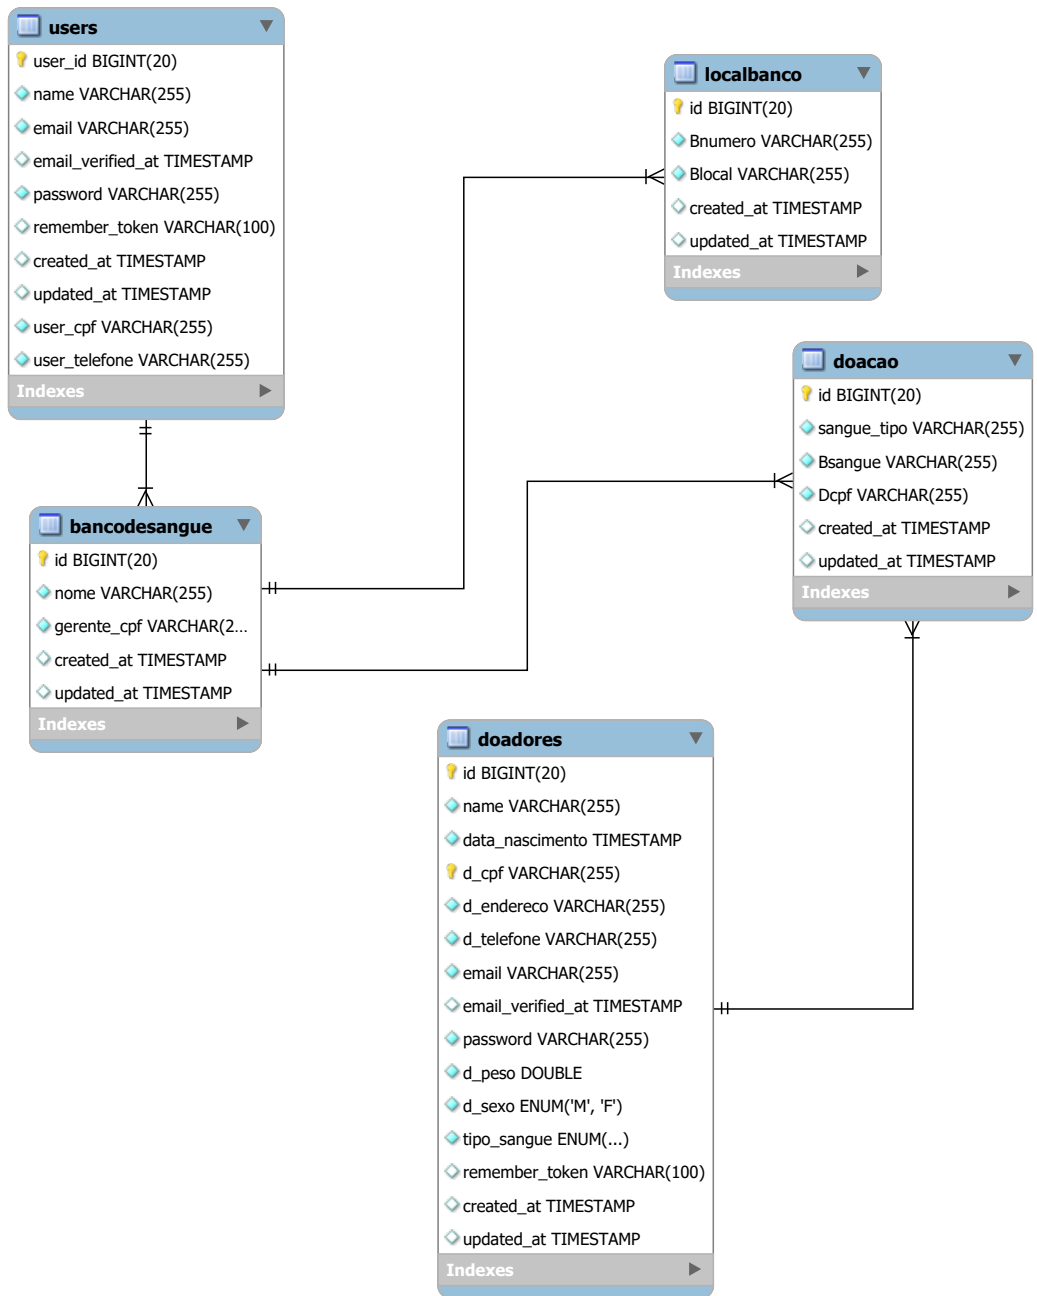 users
user_id BIGINT(20)
name VARCHAR(255)
email VARCHAR(255)
email_verified_at TIMESTAMP
password VARCHAR(255)
remember_token VARCHAR(100)
created_at TIMESTAMP
updated_at TIMESTAMP
user_cpf VARCHAR(255)
user_telefone VARCHAR(255)
Indexes
localbanco
id BIGINT(20)
Bnumero VARCHAR(255)
Blocal VARCHAR(255)
created_at TIMESTAMP
updated_at TIMESTAMP
Indexes
doacao
id BIGINT(20)
sangue_tipo VARCHAR(255)
Bsangue VARCHAR(255)
Dcpf VARCHAR(255)
created_at TIMESTAMP
updated_at TIMESTAMP
Indexes
bancodesangue
id BIGINT(20)
nome VARCHAR(255)
gerente_cpf VARCHAR(2...
created_at TIMESTAMP
updated_at TIMESTAMP
Indexes
doadores
id BIGINT(20)
name VARCHAR(255)
data_nascimento TIMESTAMP
d_cpf VARCHAR(255)
d_endereco VARCHAR(255)
d_telefone VARCHAR(255)
email VARCHAR(255)
email_verified_at TIMESTAMP
password VARCHAR(255)
d_peso DOUBLE
d_sexo ENUM('M', 'F')
tipo_sangue ENUM(...)
remember_token VARCHAR(100)
created_at TIMESTAMP
updated_at TIMESTAMP
Indexes